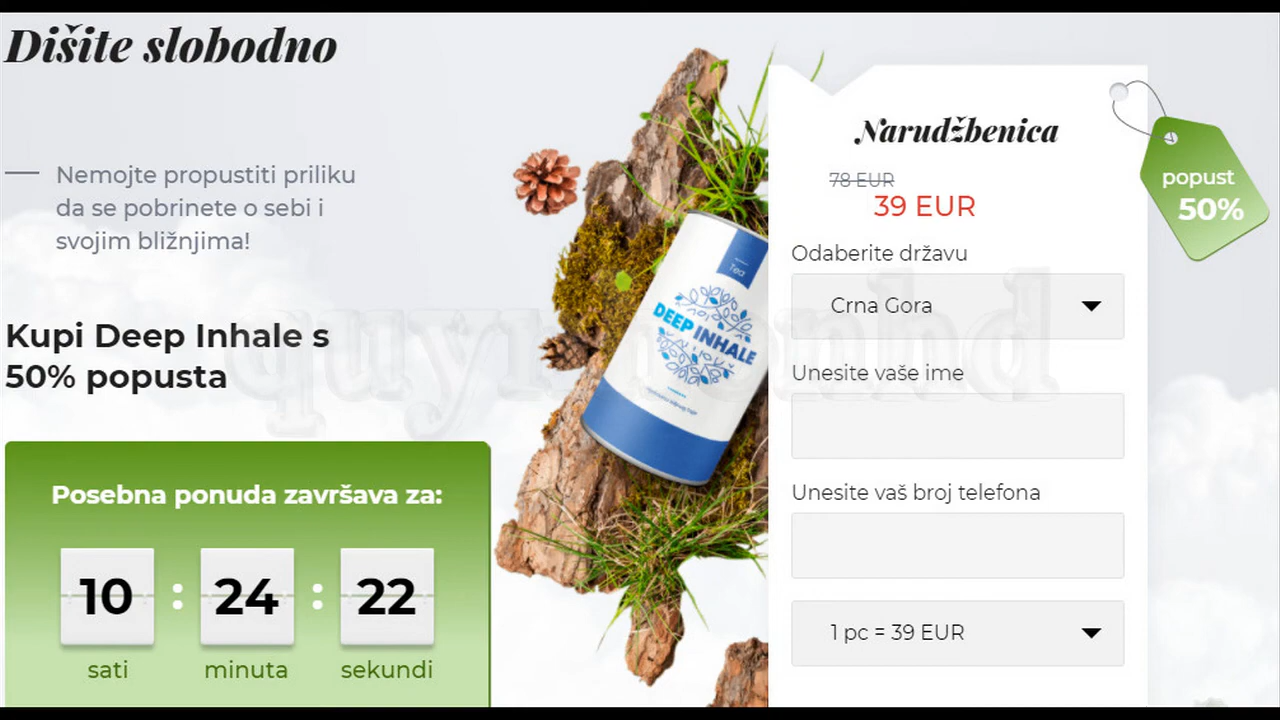 Dišite slobodno
Nemojte propustiti priliku
da se pobrinete o sebi i
svojim bližnjima!
Kupi Deep Inhale s
50% popusta
Posebna ponuda završava za:
10 : 24 : 22
sati minuta sekundi
Tea
DEEP INHALE
Narudžbenica
78 EUR
39 EUR
popust
50%
Odaberite državu
Crna Gora
Unesite vaše ime
Unesite vaš broj telefona
1 pc = 39 EUR